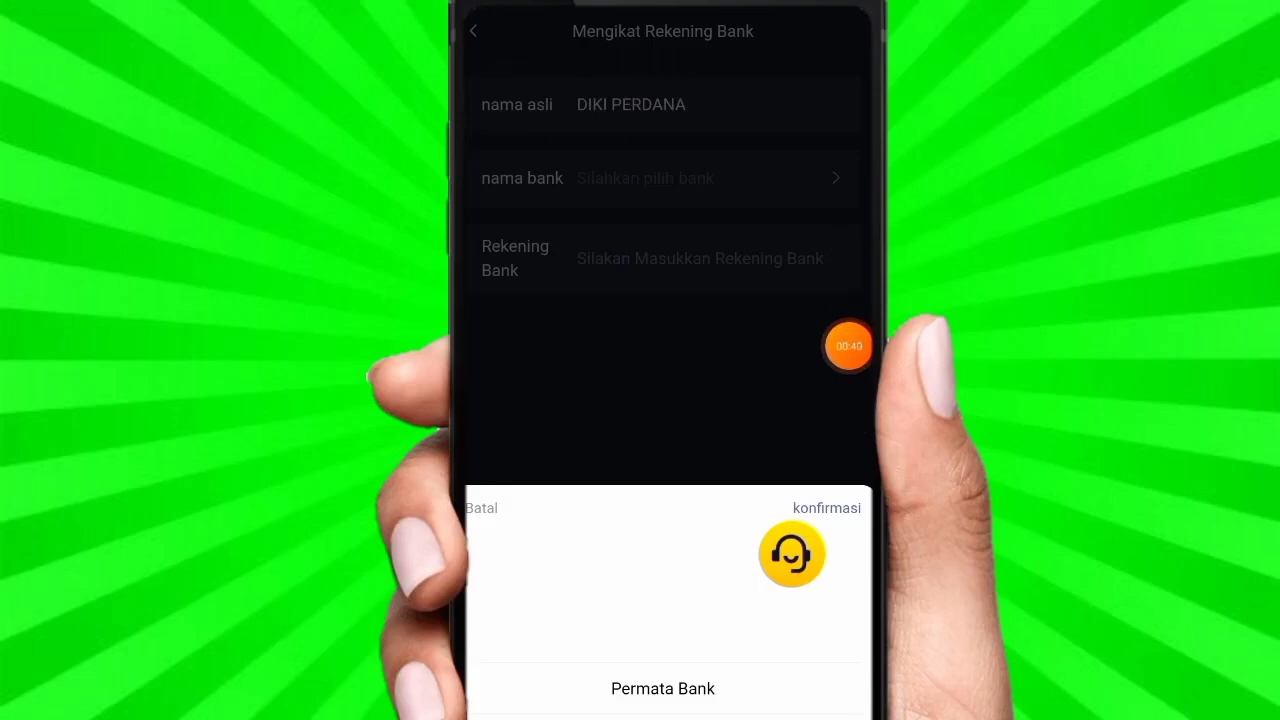 Mengikat Rekening Bank
nama asli DIKI PERDANA
nama bank Silahkan pilih bank
Rekening
Bank
Silakan Masukkan Rekening Bank
00:49
Batal konfirmasi
Permata Bank